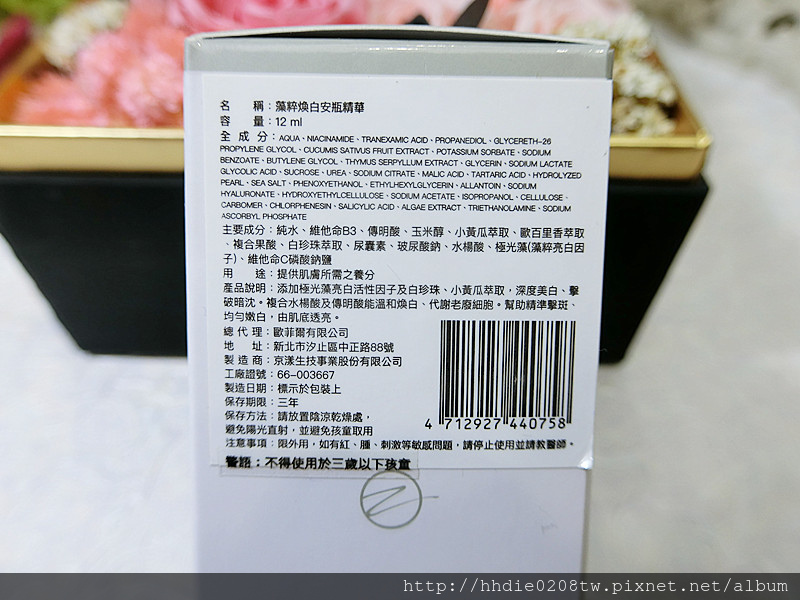 名　　稱：藻粹煥白安瓶精華
容　　量：12 ml
全 成 分：AQUA、NIACINAMIDE、TRANEXAMIC ACID、PROPANEDIOL、GLYCERETH-26
PROPYLENE GLYCOL、CUCUMIS SATIVUS FRUIT EXTRACT、POTASSIUM SORBATE、SODIUM
BENZOATE、BUTYLENE GLYCOL、THYMUS SERPYLLUM EXTRACT、GLYCERIN、SODIUM LACTATE
GLYCOLIC ACID、SUCROSE、UREA、SODIUM CITRATE、MALIC ACID、TARTARIC ACID、HYDROLYZED
PEARL、SEA SALT、PHENOXYETHANOL、ETHYLHEXYLGLYCERIN、ALLANTOIN、SODIUM
HYALURONATE、HYDROXYETHYLCELLULOSE、SODIUM ACETATE、ISOPROPANOL、CELLULOSE、
CARBOMER、CHLORPHENESIN、SALICYLIC ACID、ALGAE EXTRACT、TRIETHANOLAMINE、SODIUM
ASCORBYL PHOSPHATE
主要成分：純水、維他命B3、傳明酸、玉米醇、小黃瓜萃取、歐百里香萃取
、複合果酸、白珍珠萃取、尿囊素、玻尿酸鈉、水楊酸、極光藻(藻粹亮白因
子)、維他命C磷酸鈉鹽
用　　途：提供肌膚所需之養分
產品說明：添加極光藻亮白活性因子及白珍珠、小黃瓜萃取，深度美白、擊
破暗沈。複合水楊酸及傳明酸能溫和煥白、代謝老廢細胞。幫助精準擊斑、
均勻嫩白，由肌底透亮。
總 代 理：歐菲爾有限公司
地　　址：新北市汐止區中正路88號
製 造 商：京漾生技事業股份有限公司
工廠證號：66-003667
製造日期：標示於包裝上
保存期限：三年
保存方法：請放置陰涼乾燥處，
避免陽光直射，並避免孩童取用
4 712927 440758
注意事項：限外用，如有紅、腫、刺激等敏感問題，請停止使用並請教醫師。
警語：不得使用於三歲以下孩童
http://hhdie0208tw.pixnet.net/album